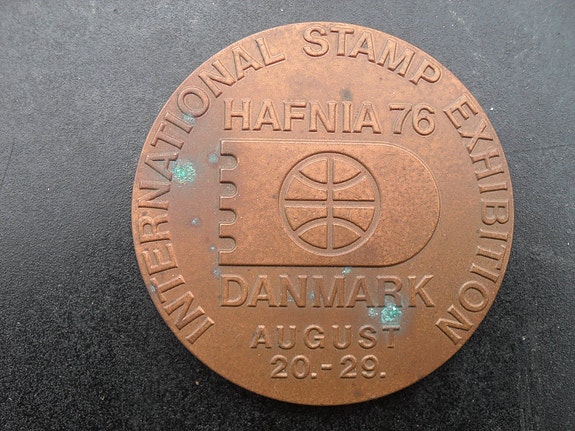 INTERNATIONAL STAMP EXHIBITION
HAFNIA 76
DANMARK
AUGUST
20.-29.